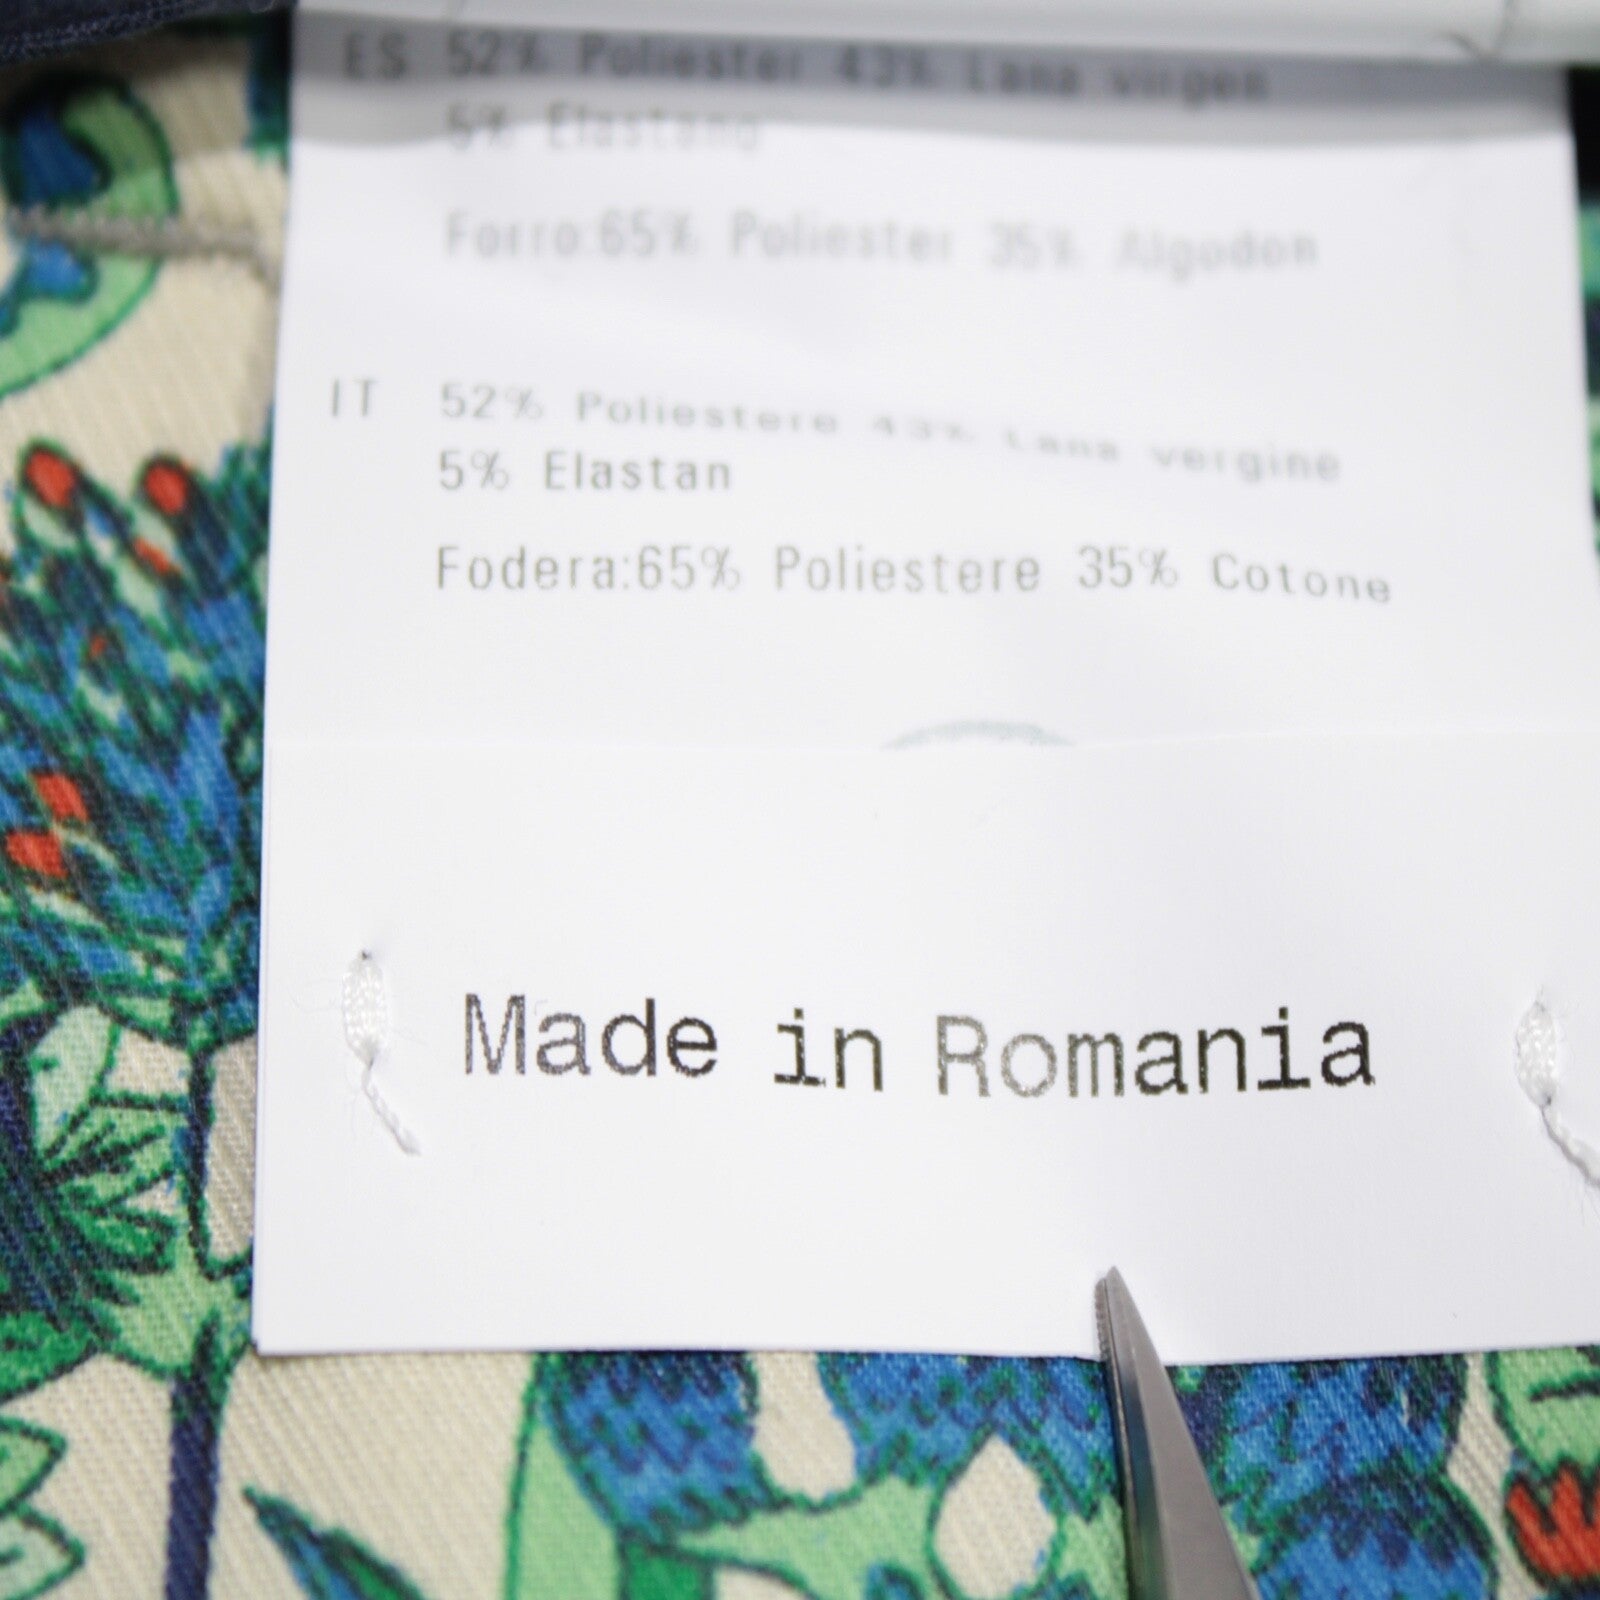 ES 52% Poliester 43% Lana virgen
5% Elastano
Forro:65% Poliester 35% Algodon
IT 52% Poliestere 43% Lana vergine
5% Elastan
Fodera:65% Poliestere 35% Cotone
Made in Romania